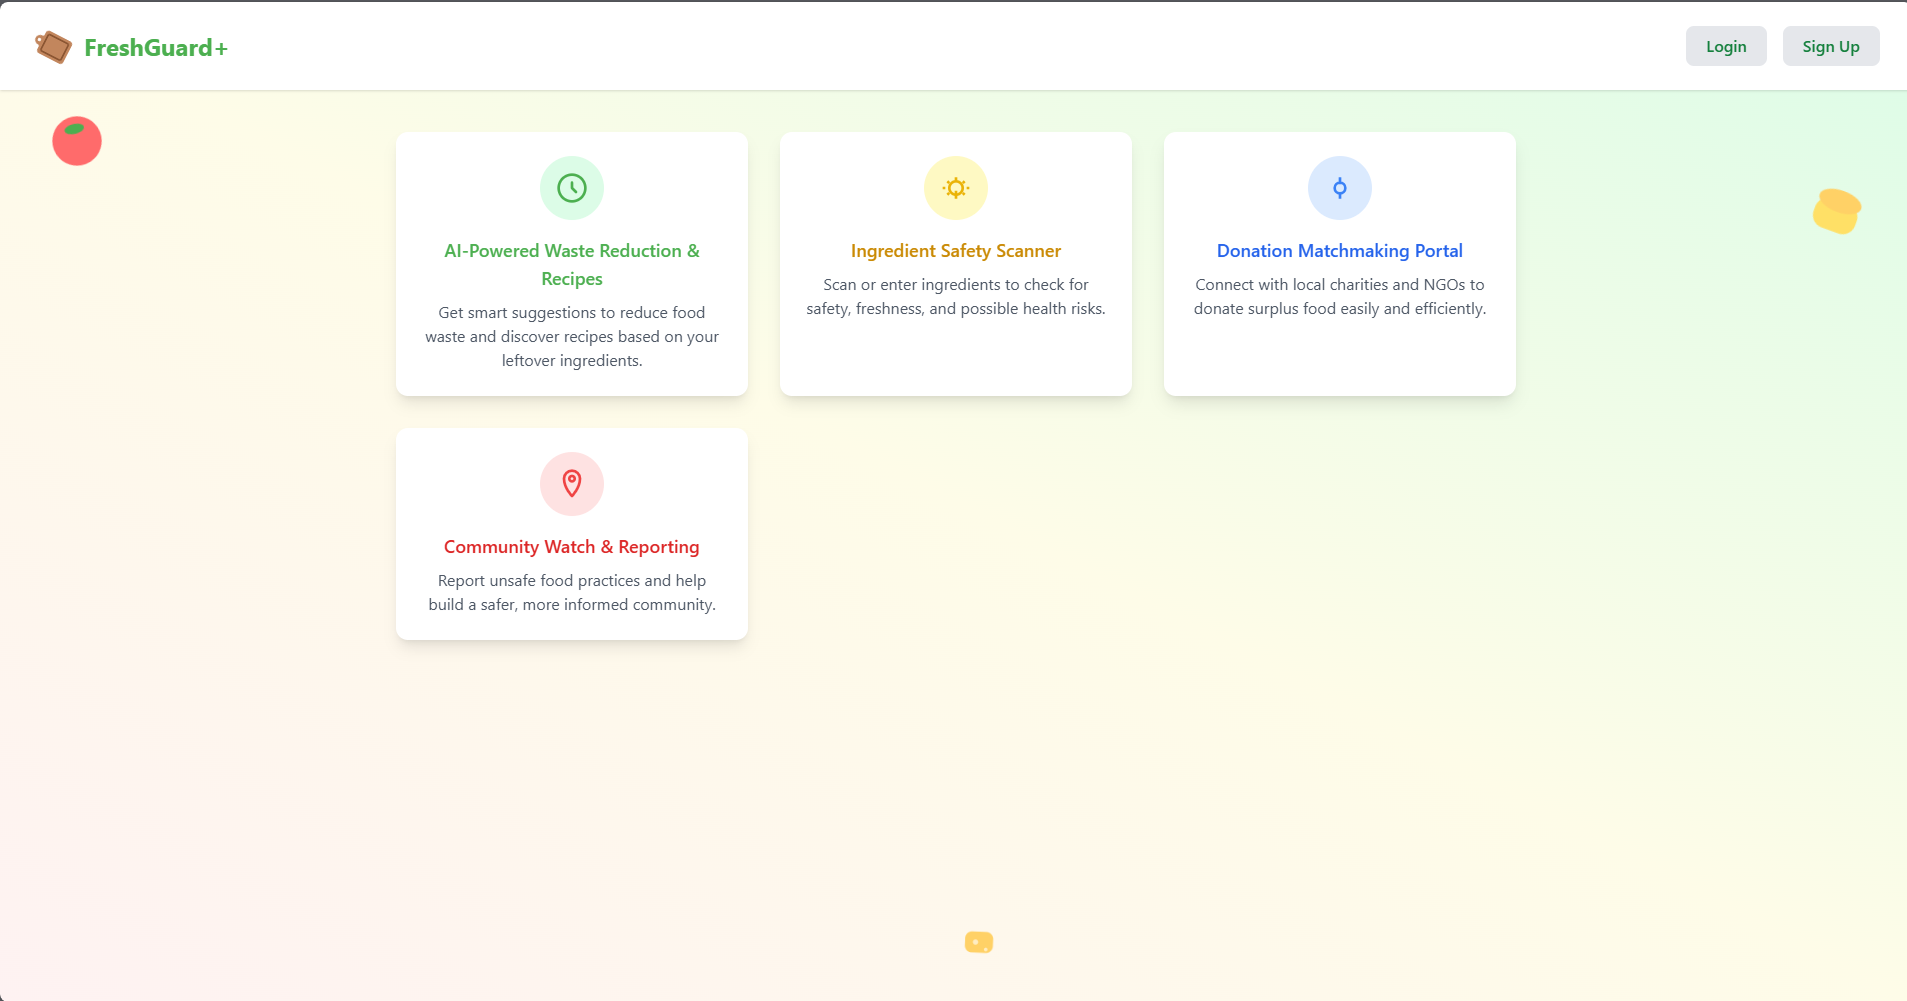 FreshGuard+
Login
Sign Up
AI-Powered Waste Reduction &
Recipes
Get smart suggestions to reduce food
waste and discover recipes based on your
leftover ingredients.
Ingredient Safety Scanner
Scan or enter ingredients to check for
safety, freshness, and possible health risks.
Donation Matchmaking Portal
Connect with local charities and NGOs to
donate surplus food easily and efficiently.
Community Watch & Reporting
Report unsafe food practices and help
build a safer, more informed community.